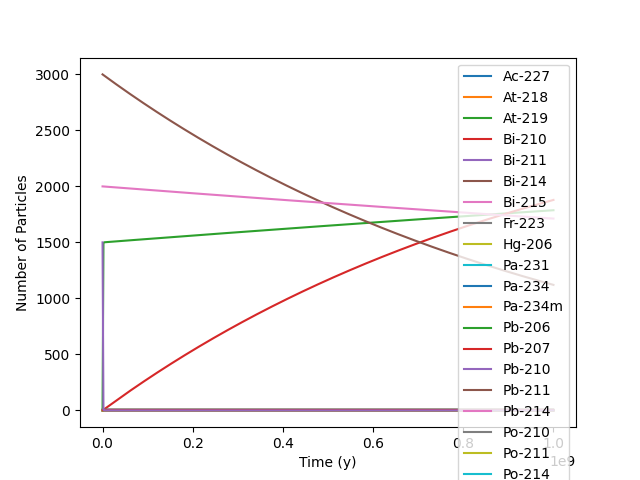 3000
2500
2000
1500
1000
500
0
Number of Particles
0.0
0.2
0.4
0.6
0.8
1.0
1e9
Time (y)
Ac-227
At-218
At-219
Bi-210
Bi-211
Bi-214
Bi-215
Fr-223
Hg-206
Pa-231
Pa-234
Pa-234m
Pb-206
Pb-207
Pb-210
Pb-211
Pb-214
Po-210
Po-211
Po-214